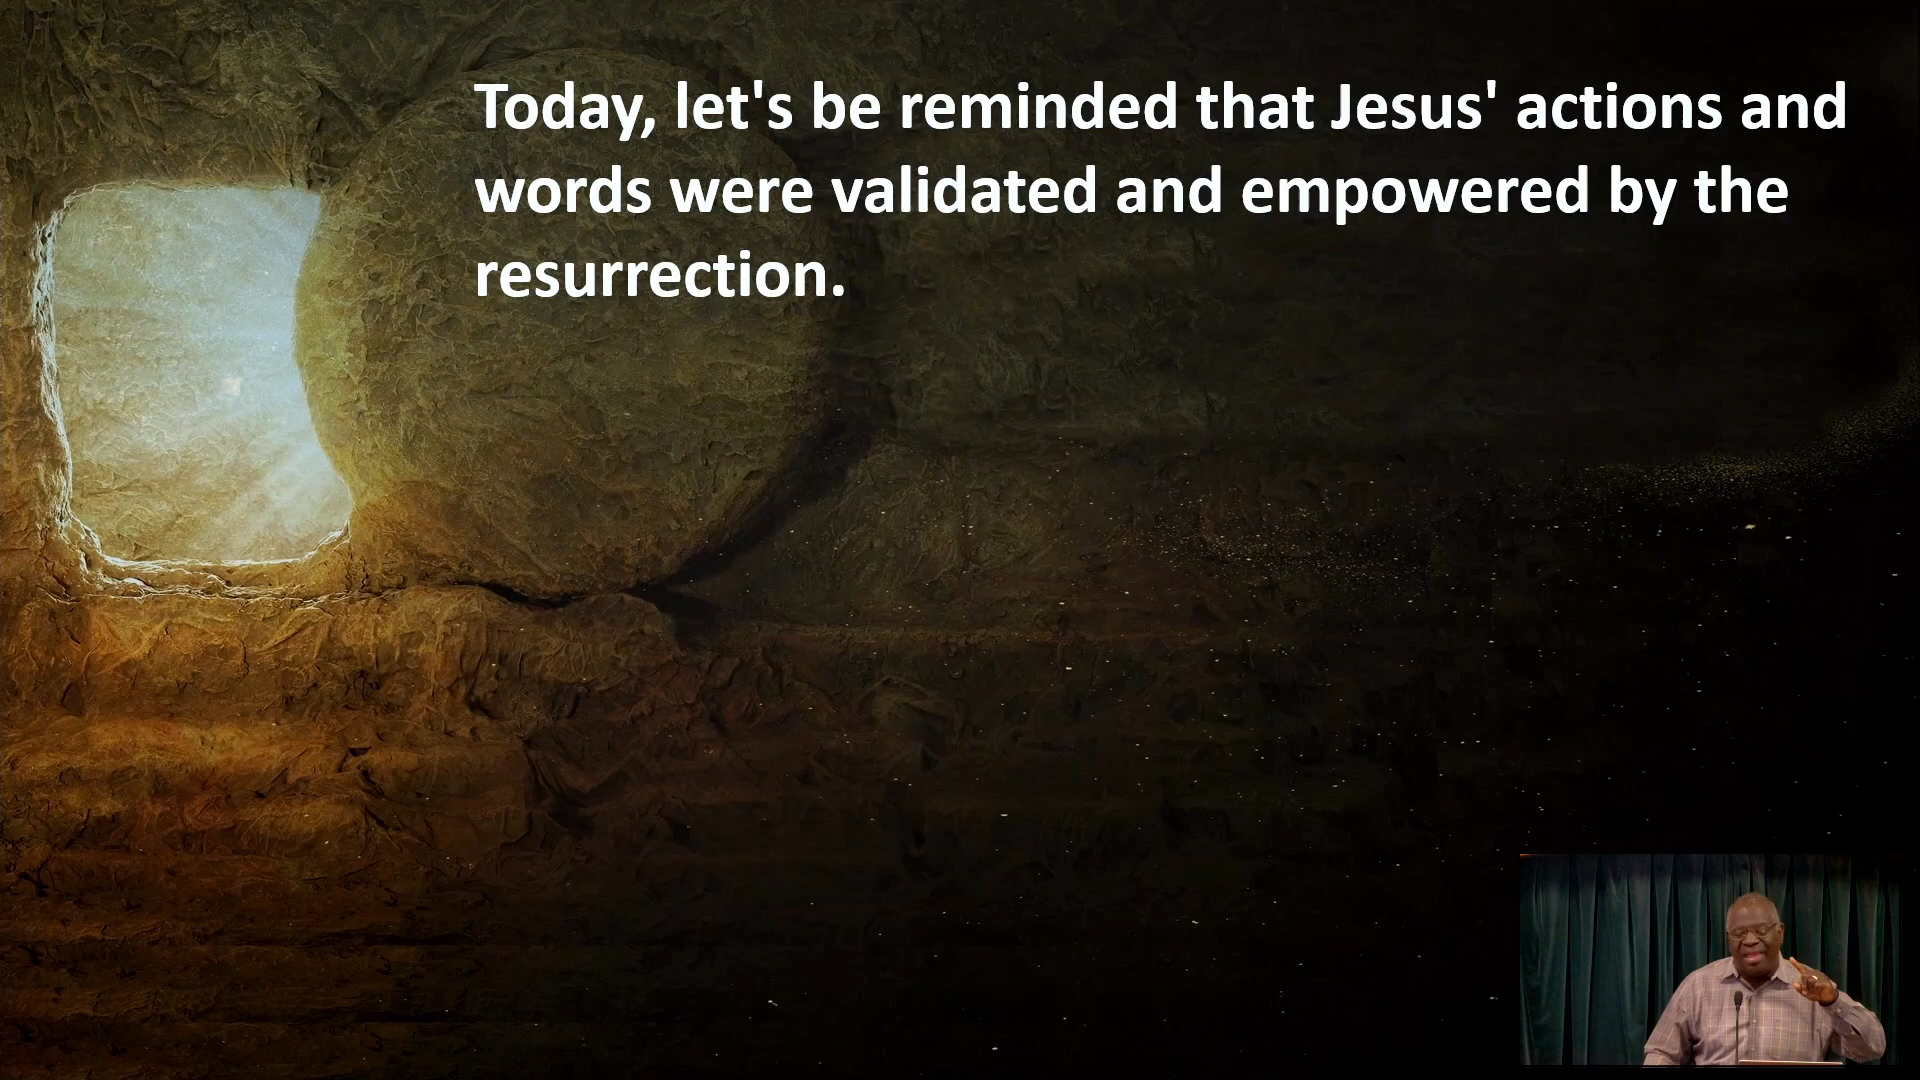 Today, let's be reminded that Jesus' actions and
words were validated and empowered by the
resurrection.